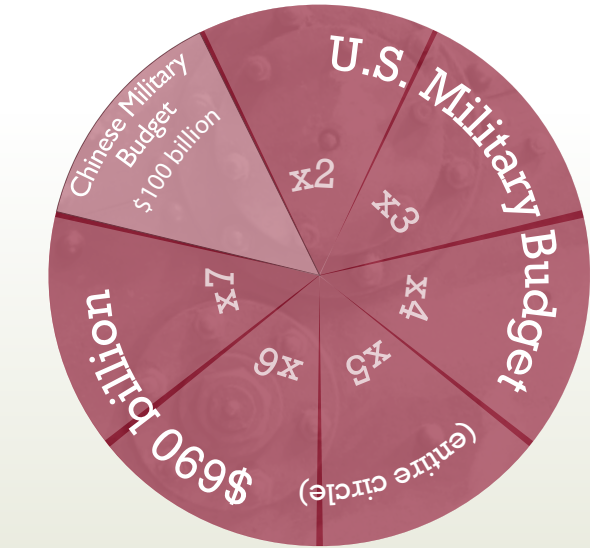 Chinese Military
Budget
$100 billion
U.S. Military Budget
$690 billion
(entire circle)
x2
x3
x4
x5
x6
x7